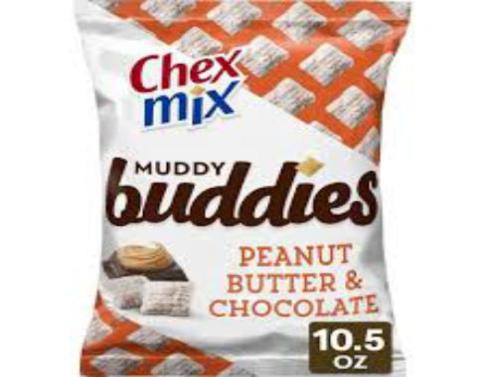 Chex
mix
MUDDY
buddies
PEANUT
BUTTER &
CHOCOLATE
10.5
OZ